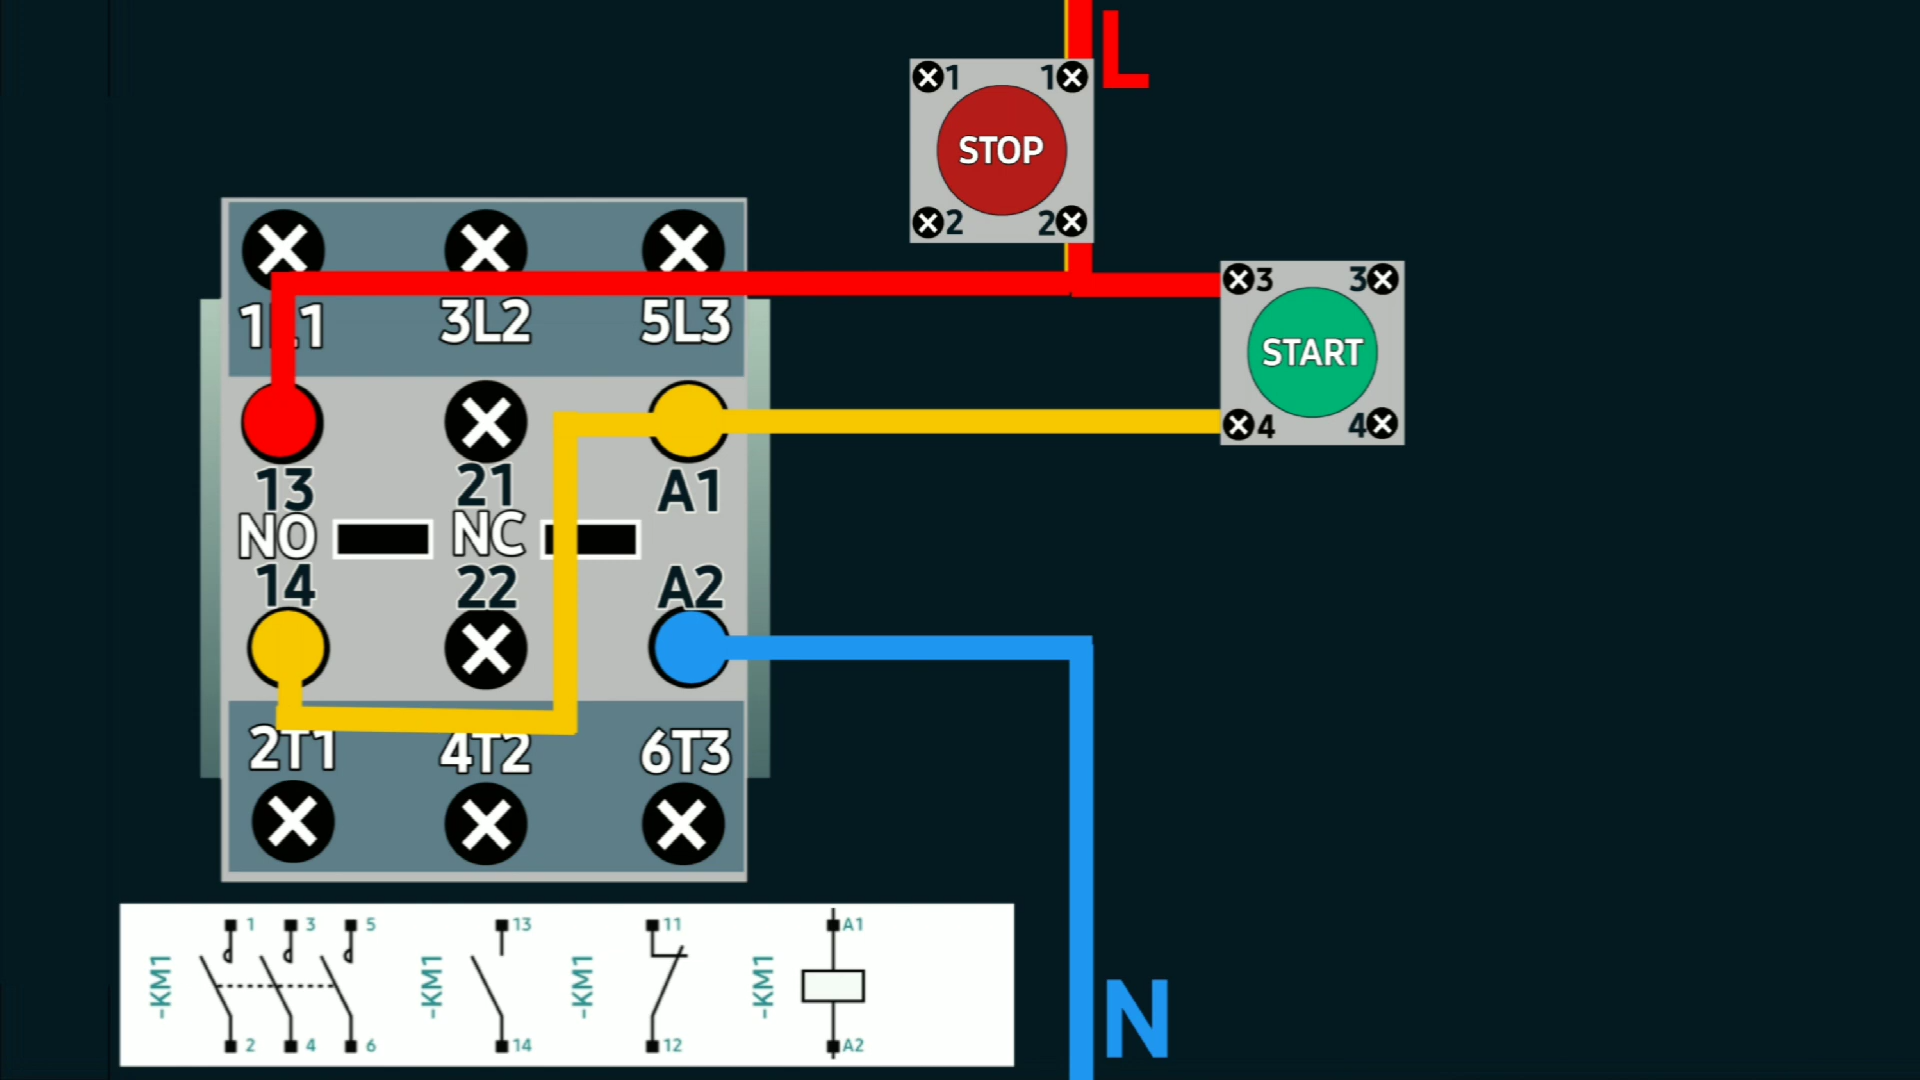 L
1 1
STOP
2 2
3 3
START
4 4
1L1 3L2 5L3
13 21 A1
NO NC
14 22 A2
2T1 4T2 6T3
N
-KM1 1 3 5 2 4 6
-KM1 13 14
-KM1 11 12
-KM1 A1 A2